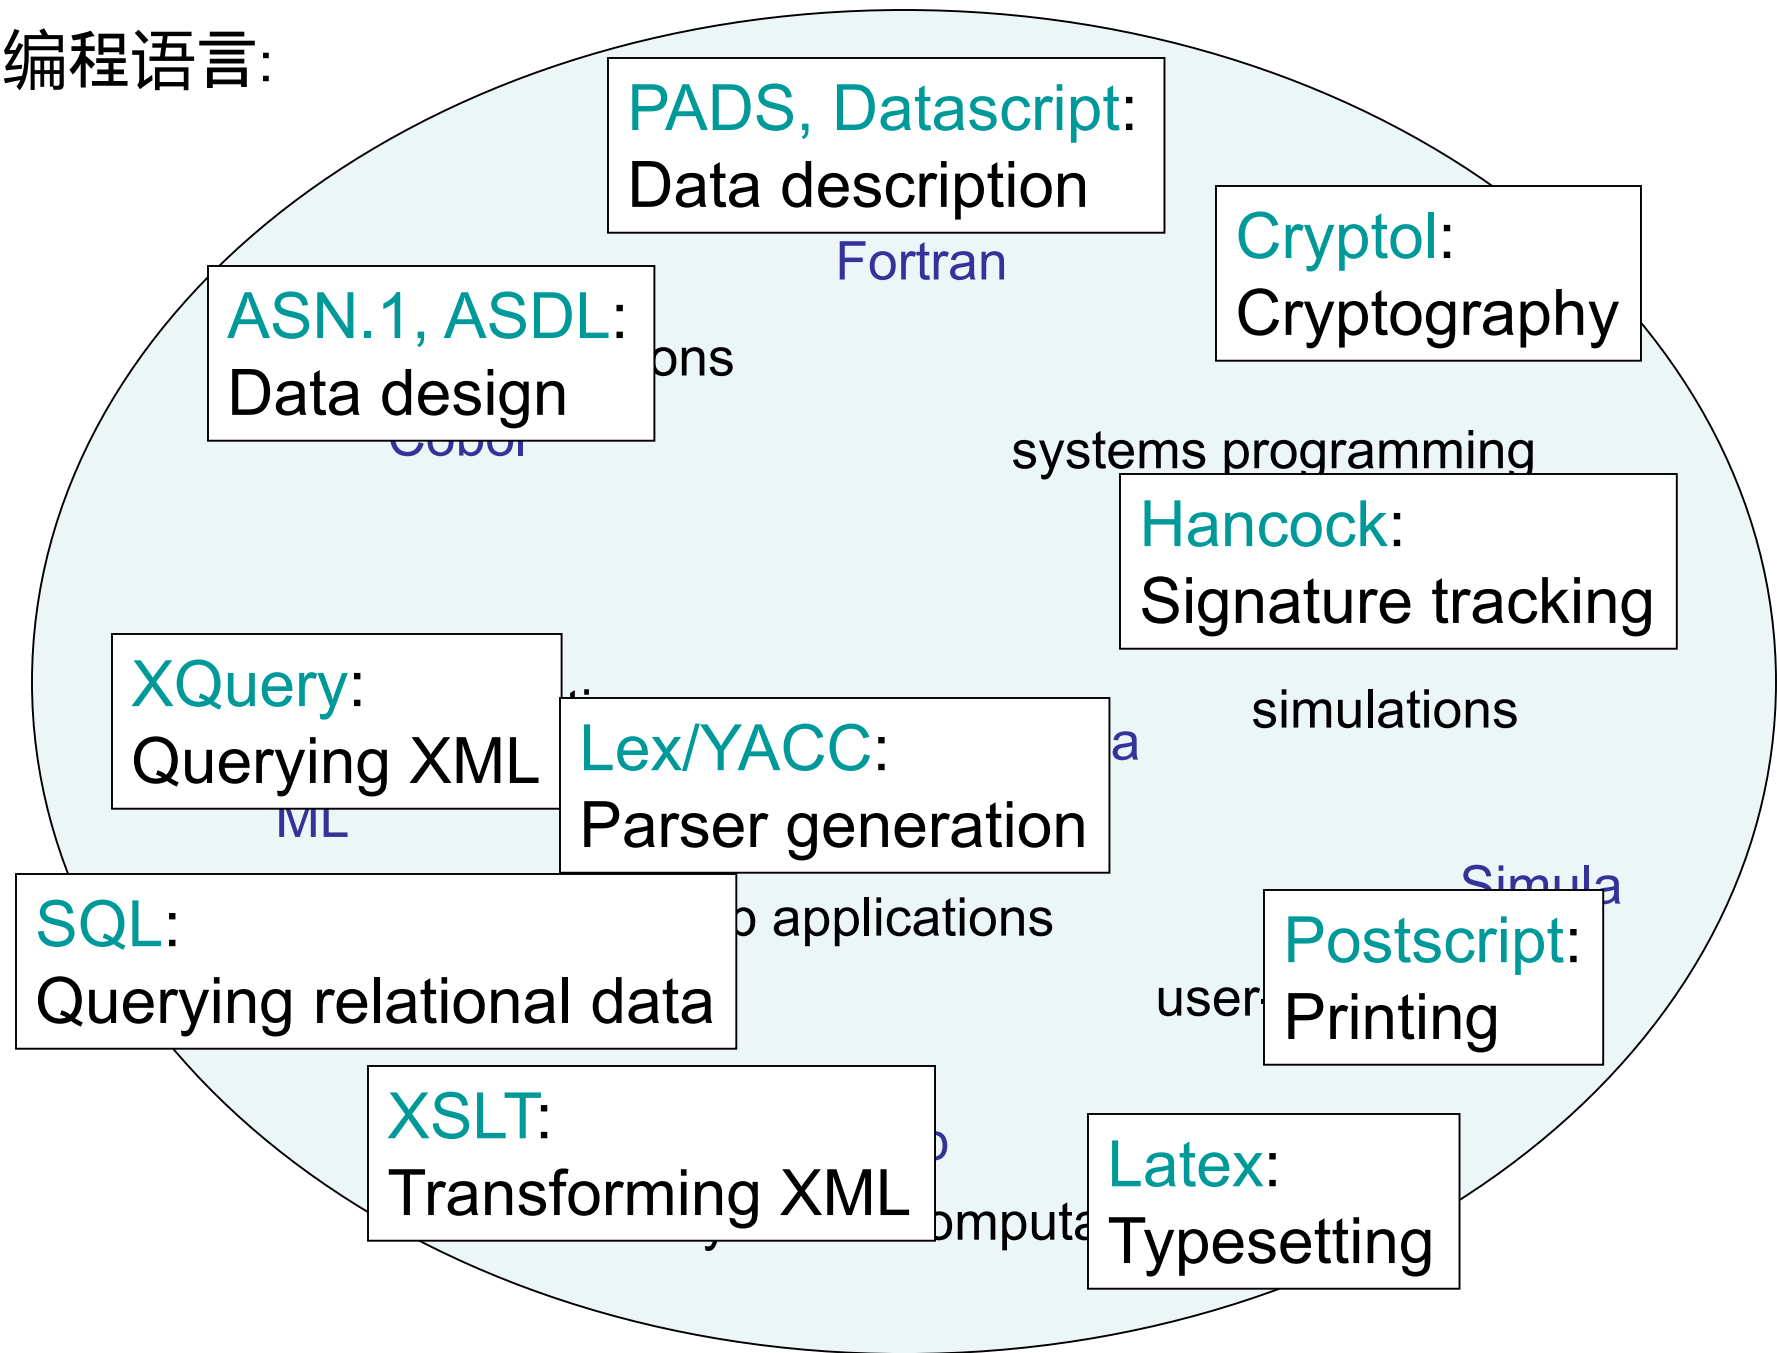 编程语言:
PADS, Datascript:
Data description
Cryptol:
Cryptography
Fortran
ASN.1, ASDL:
Data design
Cobol
systems programming
Hancock:
Signature tracking
XQuery:
Querying XML
simulations
Lex/YACC:
Parser generation
ML
Simula
SQL:
Querying relational data
applications
Postscript:
Printing
user-
XSLT:
Transforming XML
Latex:
Typesetting